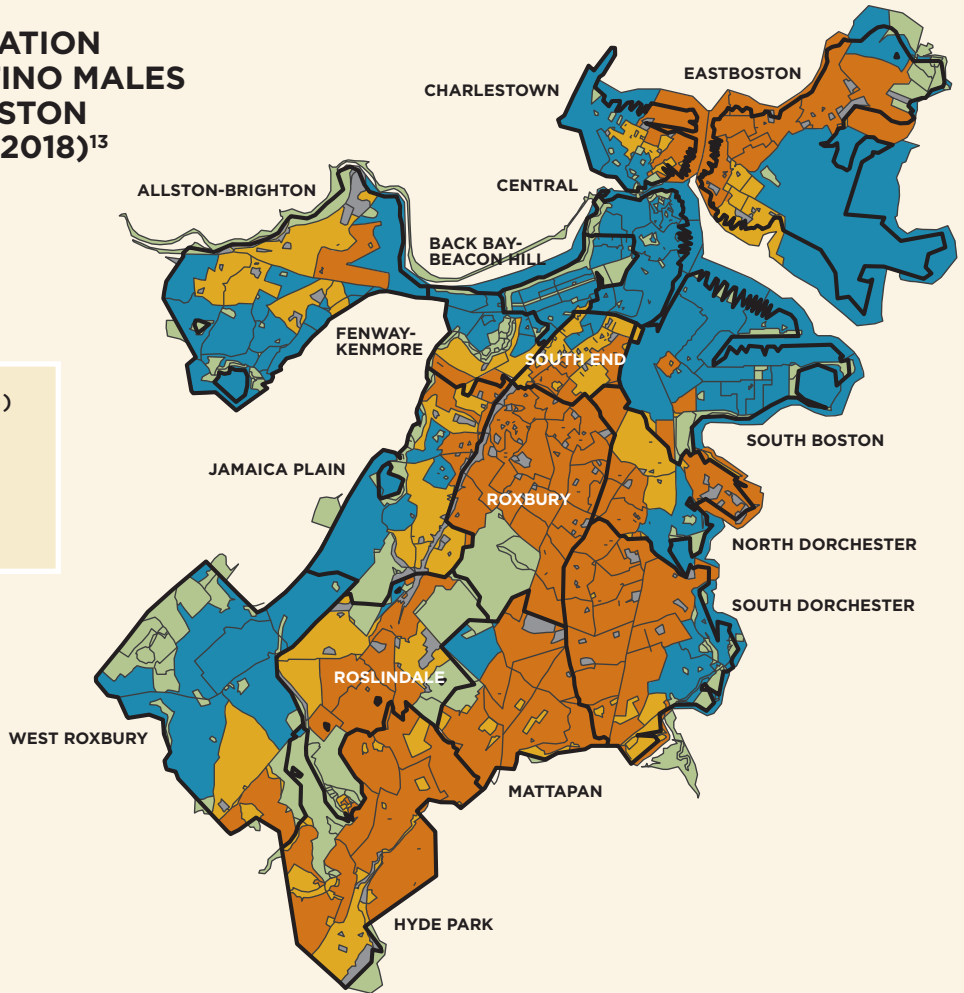 ATION
TINO MALES
STON
2018)¹³
CHARLESTOWN
EASTBOSTON
ALLSTON-BRIGHTON
CENTRAL
BACK BAY-
BEACON HILL
FENWAY-
KENMORE
SOUTH END
)
JAMAICA PLAIN
SOUTH BOSTON
ROXBURY
NORTH DORCHESTER
SOUTH DORCHESTER
ROSLINDALE
WEST ROXBURY
MATTAPAN
HYDE PARK